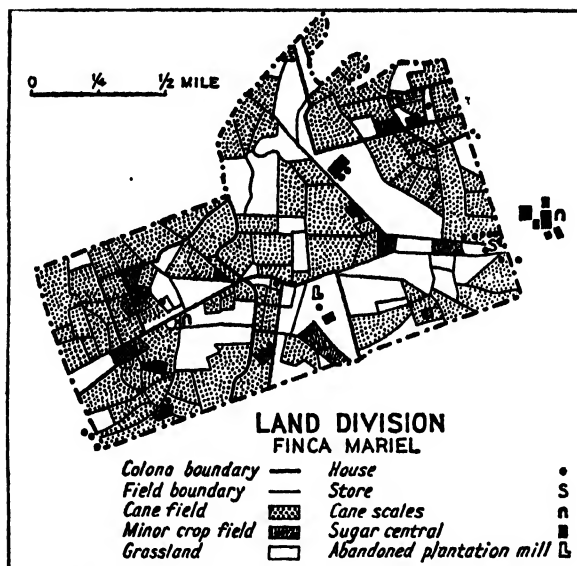 0 ¼ ½ MILE
S
L
LAND DIVISION
FINCA MARIEL
Colono boundary House
Field boundary Store S
Cane field Cane scales
Minor crop field Sugar central
Grassland Abandoned plantation mill L